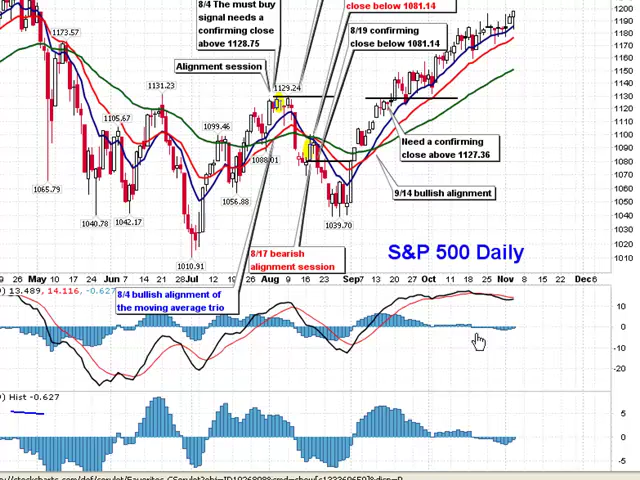 8/4 The must buy
signal needs a
confirming close
above 1128.75
close below 1081.14
8/19 confirming
close below 1081.14
1200
1190
1180
1170
1160
1150
1140
1130
1120
1110
1100
1090
1080
1070
1060
1050
1040
1030
1020
1010
1173.57
Alignment session
1129.24
1131.23
1105.67
1099.46
1088.01
Need a confirming
close above 1127.36
1065.79
1056.88
9/14 bullish alignment
1040.78
1042.17
1039.70
1010.91
8/17 bearish
alignment session
S&P 500 Daily
May 10 17 24 Jun 7 14 21 Jul 12 19 26 Aug 9 16 23 Sep 7 13 20 27 Oct 11 18 25 Nov 8 15 22 Dec 6
9) 13.489, 14.116, -0.627
8/4 bullish alignment of
the moving average trio
10
0
-10
-20
9) Hist -0.627
5
0
-5